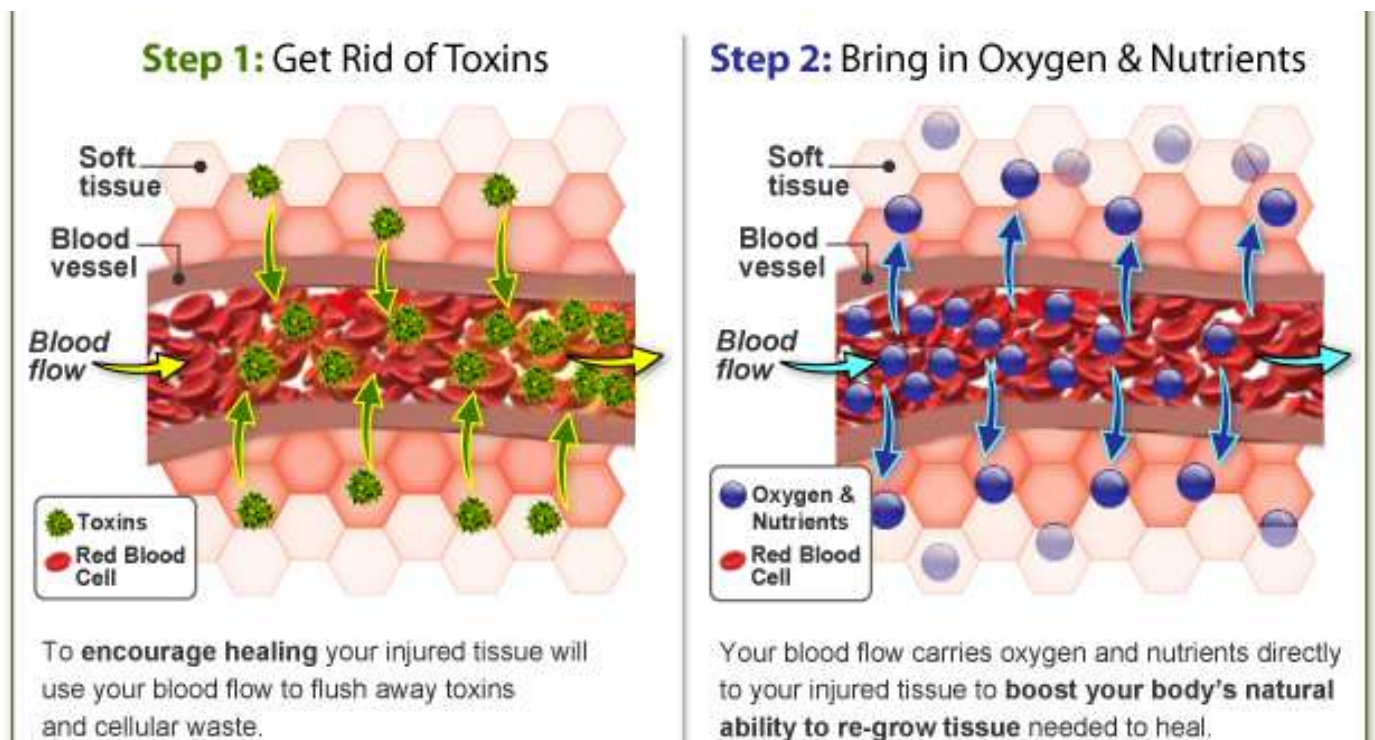 Step 1: Get Rid of Toxins
Soft
tissue
Blood
vessel
Blood
flow
Toxins
Red Blood
Cell
To encourage healing your injured tissue will
use your blood flow to flush away toxins
and cellular waste.
Step 2: Bring in Oxygen & Nutrients
Soft
tissue
Blood
vessel
Blood
flow
Oxygen &
Nutrients
Red Blood
Cell
Your blood flow carries oxygen and nutrients directly
to your injured tissue to boost your body's natural
ability to re-grow tissue needed to heal.